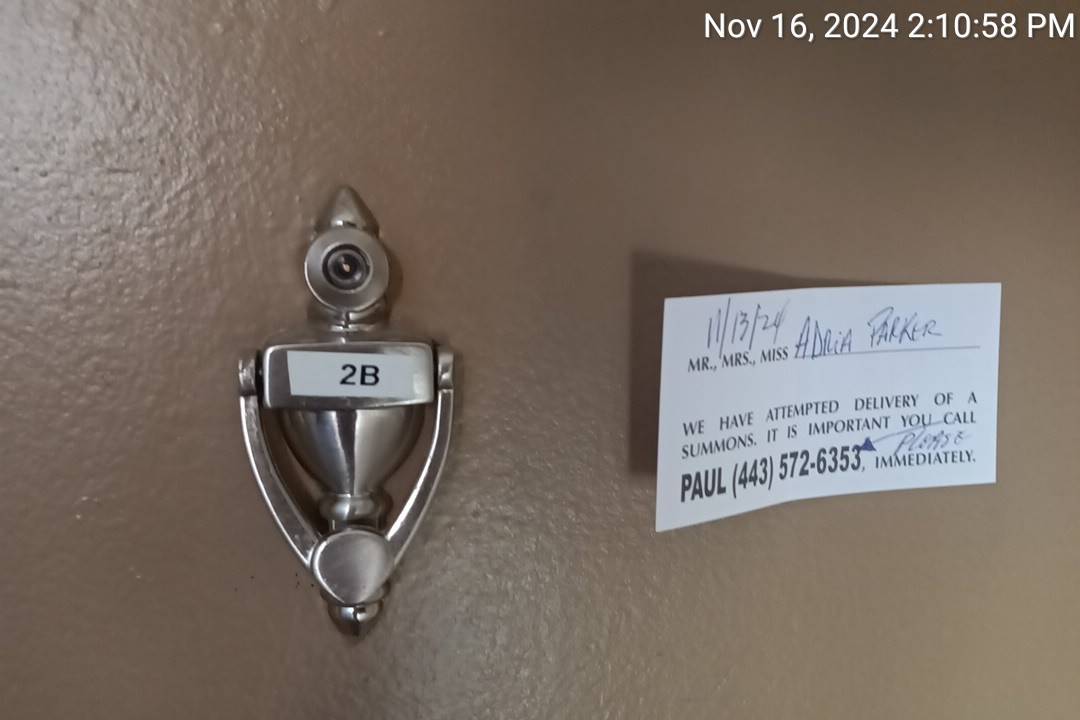 Nov 16, 2024 2:10:58 PM
2B
11/13/24
MR., MRS., MISS ADRIA PARKER
WE HAVE ATTEMPTED DELIVERY OF A
SUMMONS. IT IS IMPORTANT YOU CALL
PLEASE
PAUL (443) 572-6353, IMMEDIATELY.